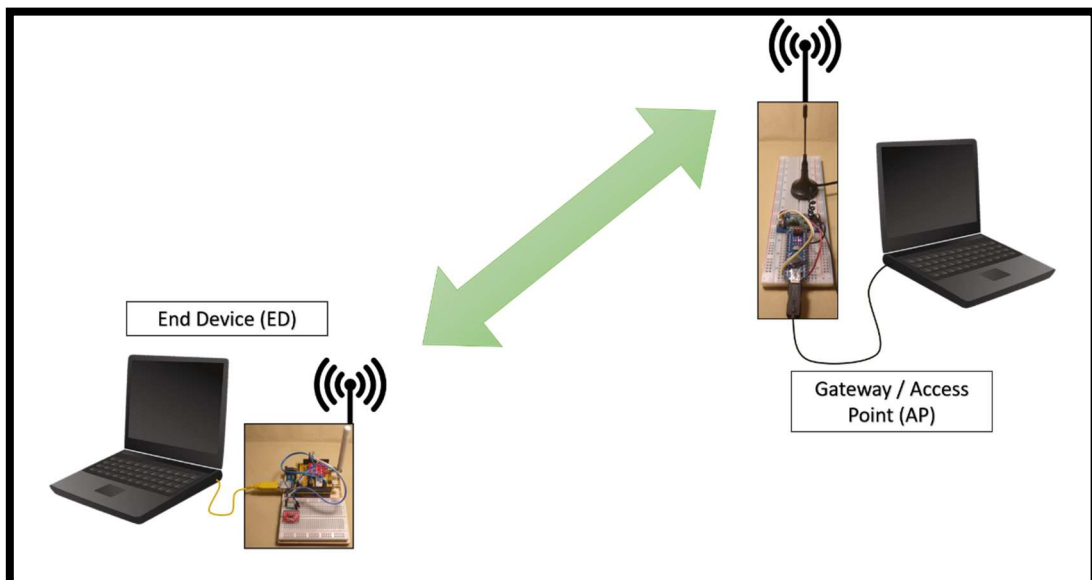 End Device (ED)
Gateway / Access
Point (AP)